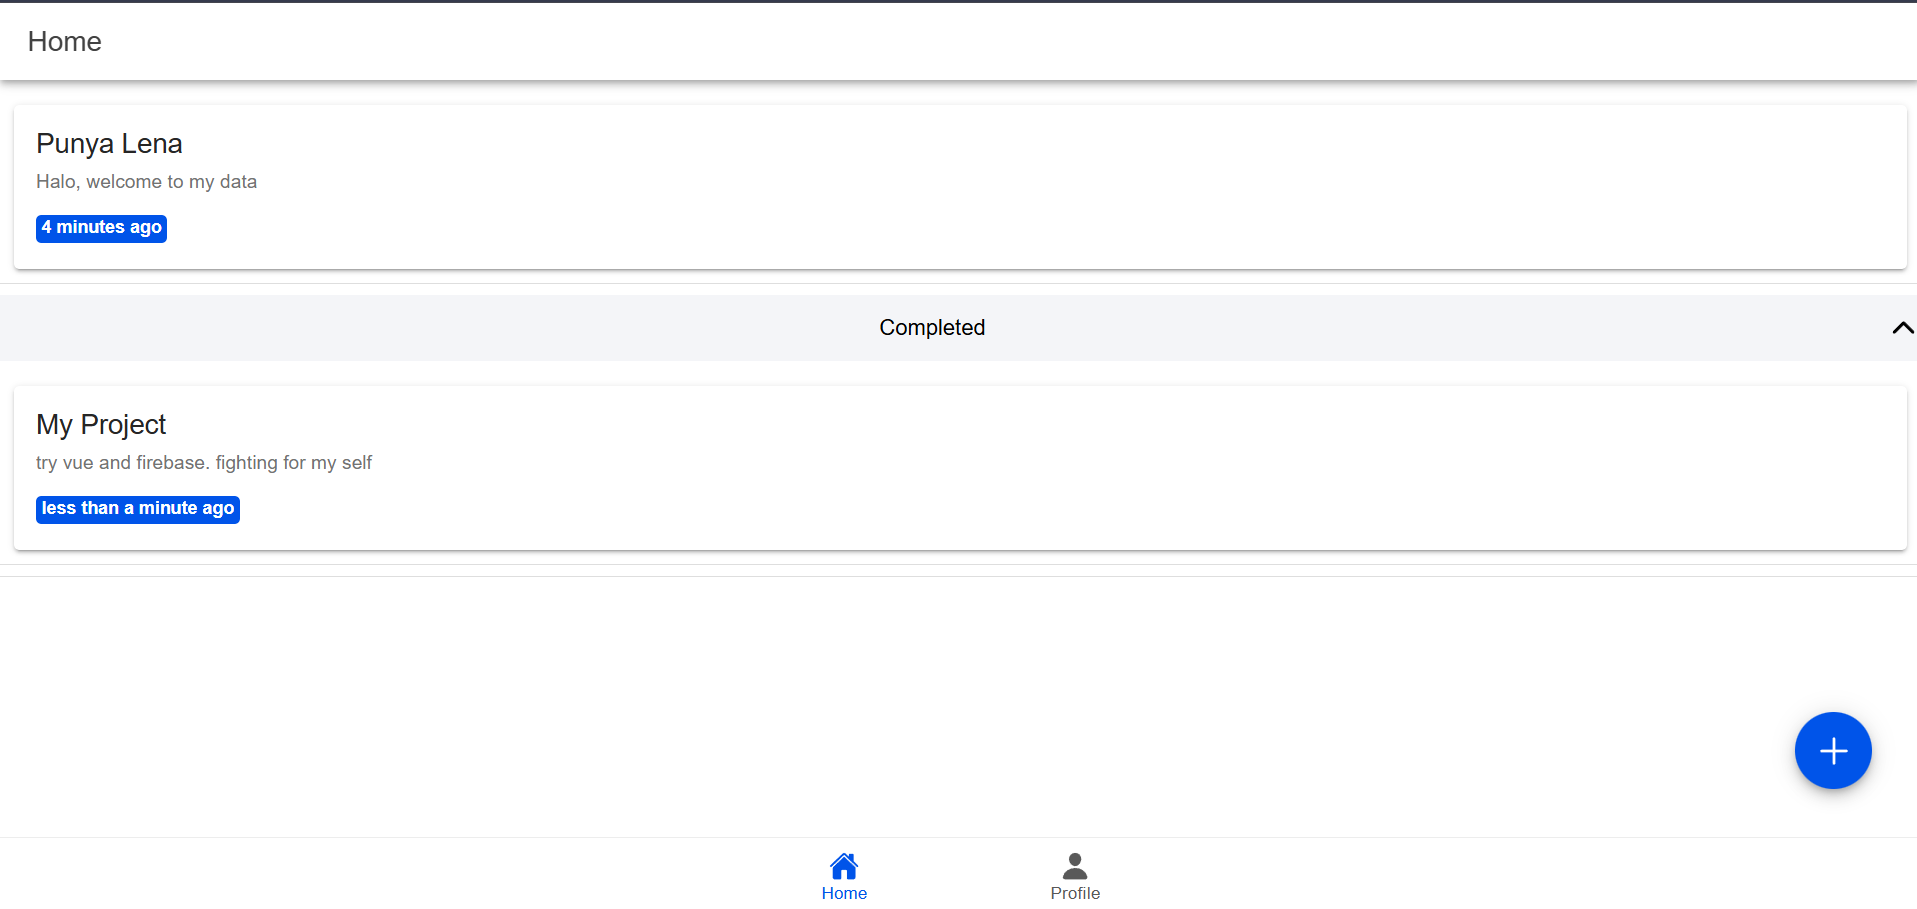 Home
Punya Lena
Halo, welcome to my data
4 minutes ago
Completed
My Project
try vue and firebase. fighting for my self
less than a minute ago
Home
Profile